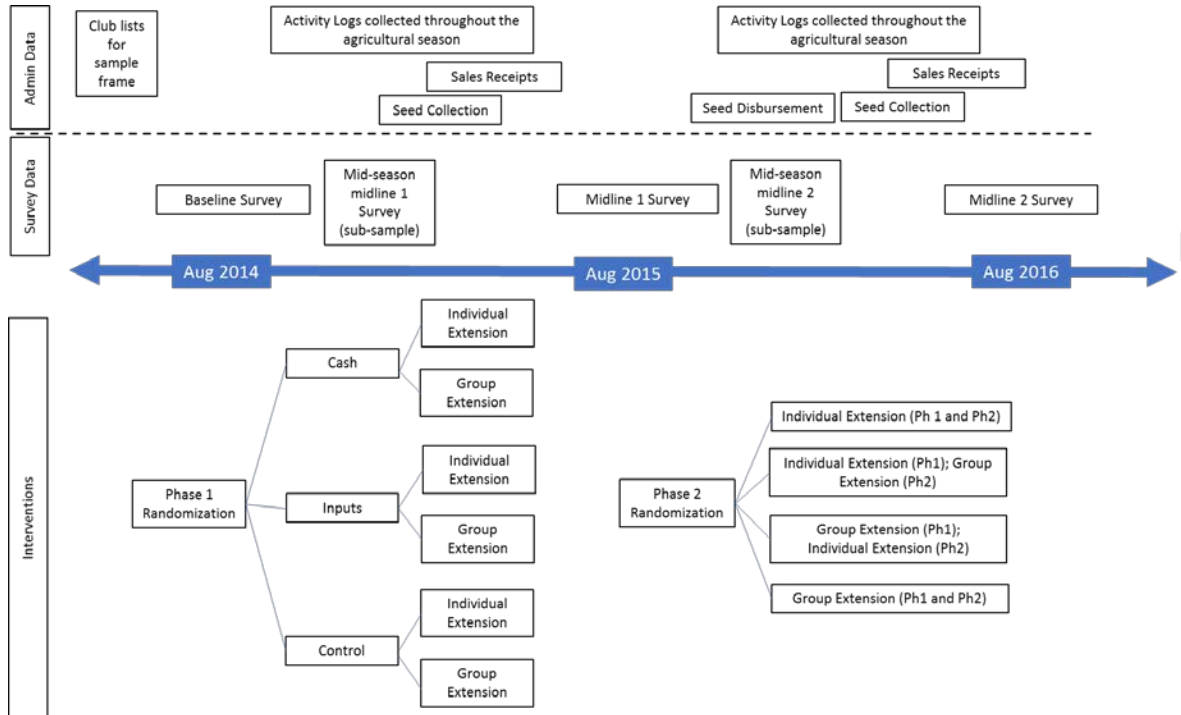 Admin Data
Club lists
for
sample
frame
Activity Logs collected throughout the
agricultural season
Sales Receipts
Seed Collection
Activity Logs collected throughout the
agricultural season
Sales Receipts
Seed Disbursement
Seed Collection
Survey Data
Baseline Survey
Mid-season
midline 1
Survey
(sub-sample)
Midline 1 Survey
Mid-season
midline 2
Survey
(sub-sample)
Midline 2 Survey
Aug 2014
Aug 2015
Aug 2016
Interventions
Phase 1
Randomization
Cash
Individual
Extension
Group
Extension
Inputs
Individual
Extension
Group
Extension
Control
Individual
Extension
Group
Extension
Phase 2
Randomization
Individual Extension (Ph 1 and Ph2)
Individual Extension (Ph1); Group
Extension (Ph2)
Group Extension (Ph1);
Individual Extension (Ph2)
Group Extension (Ph1 and Ph2)